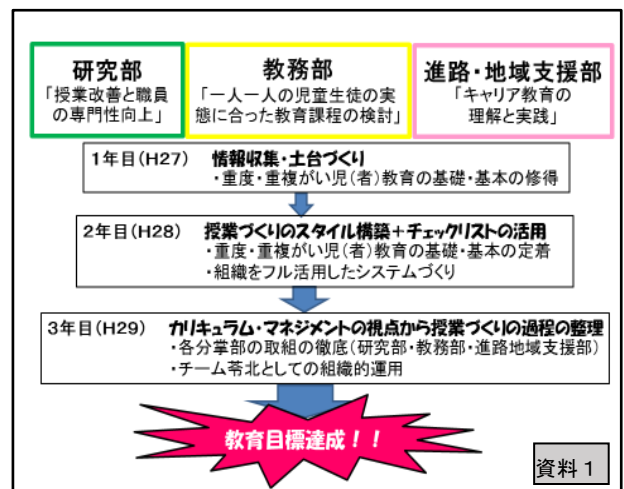 研究部
「授業改善と職員
の専門性向上」
教務部
「一人一人の児童生徒の実
態に合った教育課程の検討」
進路・地域支援部
「キャリア教育の
理解と実践」
1年目(H27) 情報収集・土台づくり
・重度・重複がい児(者)教育の基礎・基本の修得
2年目(H28) 授業づくりのスタイル構築＋チェックリストの活用
・重度・重複がい児(者)教育の基礎・基本の定着
・組織をフル活用したシステムづくり
3年目(H29) カリキュラム・マネジメントの視点から授業づくりの過程の整理
・各分掌部の取組の徹底(研究部・教務部・進路地域支援部)
・チーム苓北としての組織的運用
教育目標達成！！
資料１